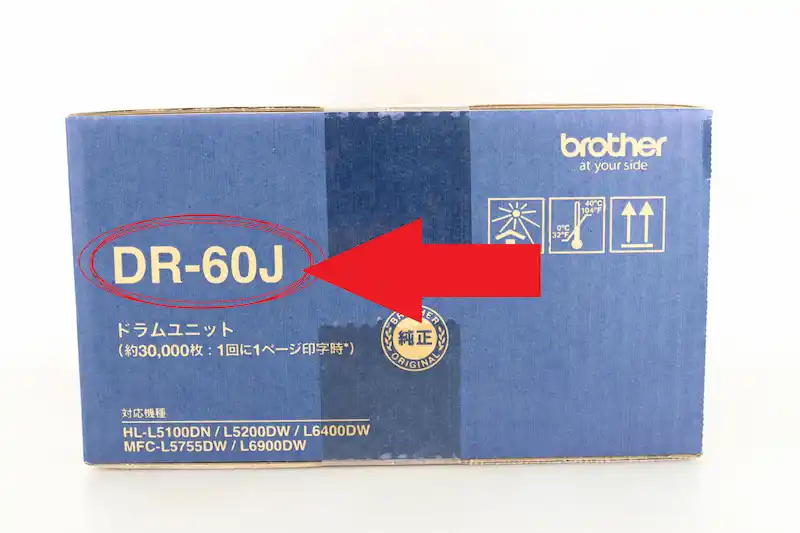 brother
at your side
40°C
104°F
0°C
32°F
DR-60J
ドラムユニット
(約30,000枚：1回に1ページ印字時*)
BROTHER
純正
ORIGINAL
対応機種
HL-L5100DN / L5200DW / L6400DW
MFC-L5755DW / L6900DW